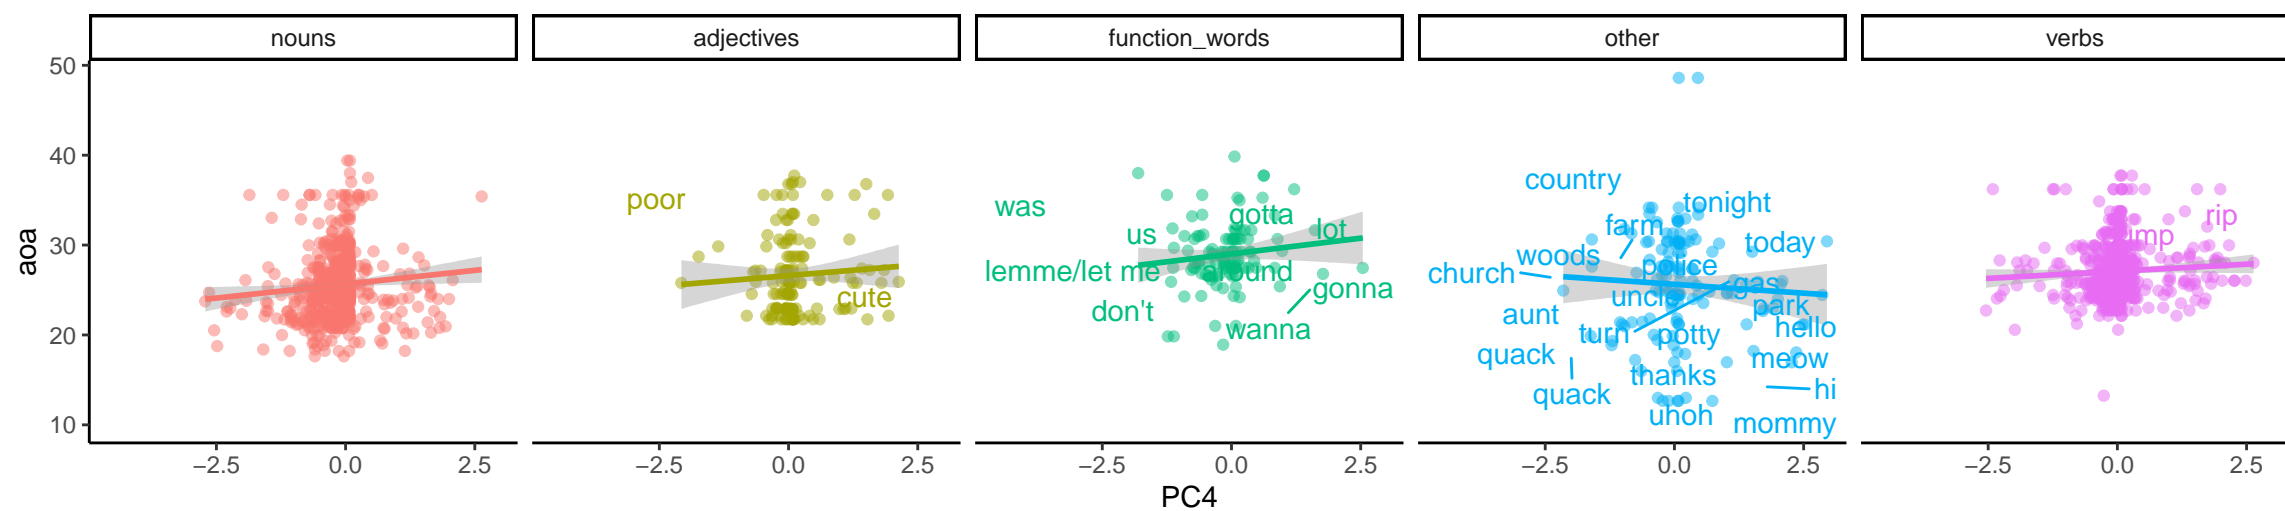 nouns
adjectives
function_words
other
verbs
aoa
50
40
30
20
10
poor
cute
was
us
lemme/let me
don't
gotta
lot
around
gonna
wanna
country
tonight
farm
woods
today
church
police
uncle
gas
park
aunt
turn
potty
hello
quack
meow
thanks
quack
hi
uhoh
mommy
rip
−2.5
0.0
2.5
−2.5
0.0
2.5
−2.5
0.0
2.5
−2.5
0.0
2.5
−2.5
0.0
2.5
PC4